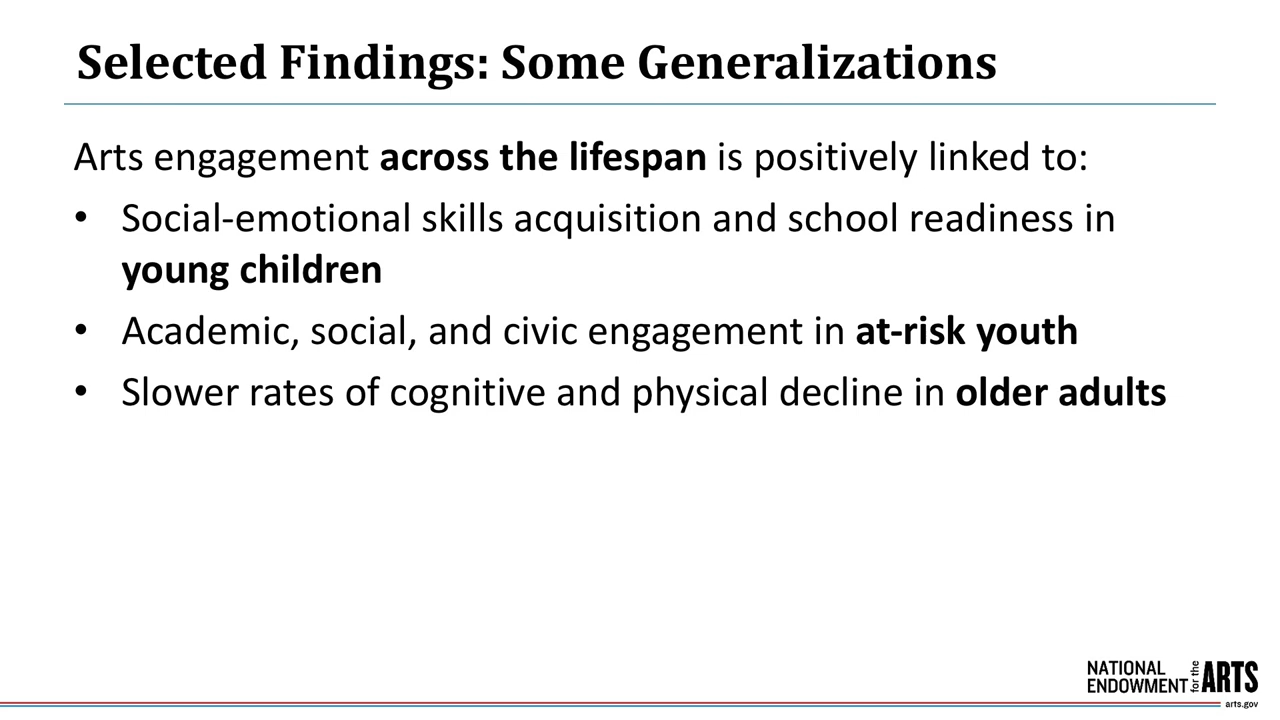 Selected Findings: Some Generalizations
Arts engagement across the lifespan is positively linked to:
• Social-emotional skills acquisition and school readiness in
young children
• Academic, social, and civic engagement in at-risk youth
• Slower rates of cognitive and physical decline in older adults
NATIONAL
ENDOWMENT for the ARTS
arts.gov